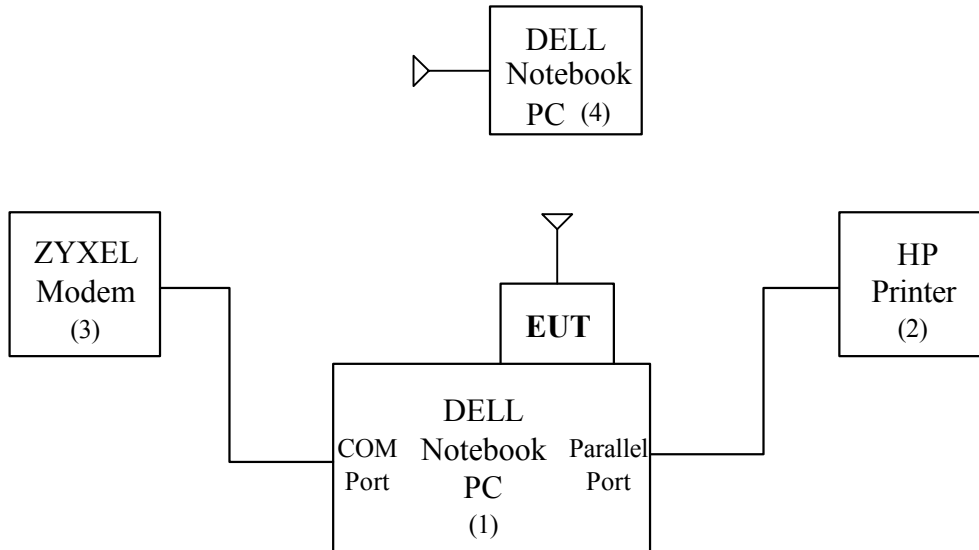 DELL
Notebook
PC (4)
ZYXEL
Modem
(3)
HP
Printer
(2)
EUT
DELL
Notebook
PC
(1)
COM
Port
Parallel
Port